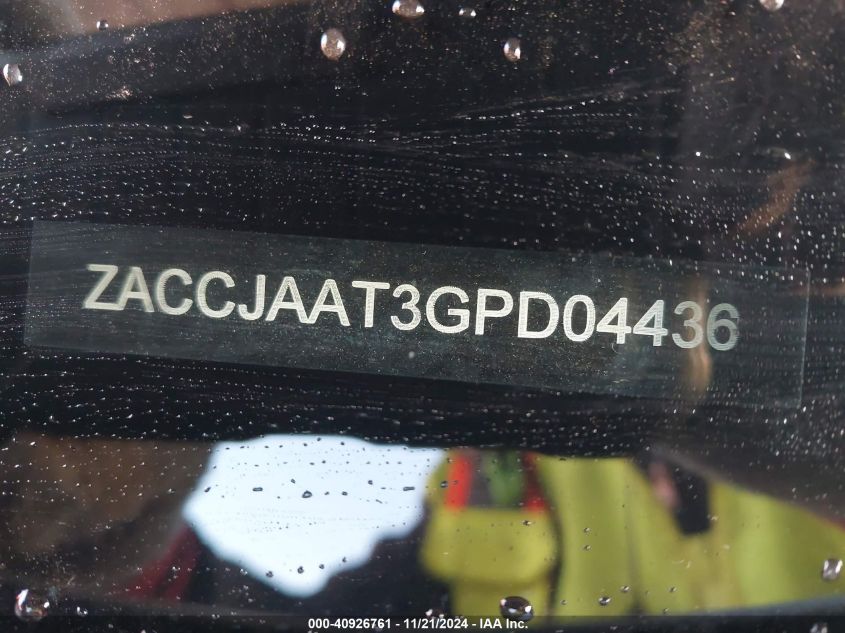 ZACCJAAT3GPD04436
000-40926761 - 11/21/2024 - IAA Inc.